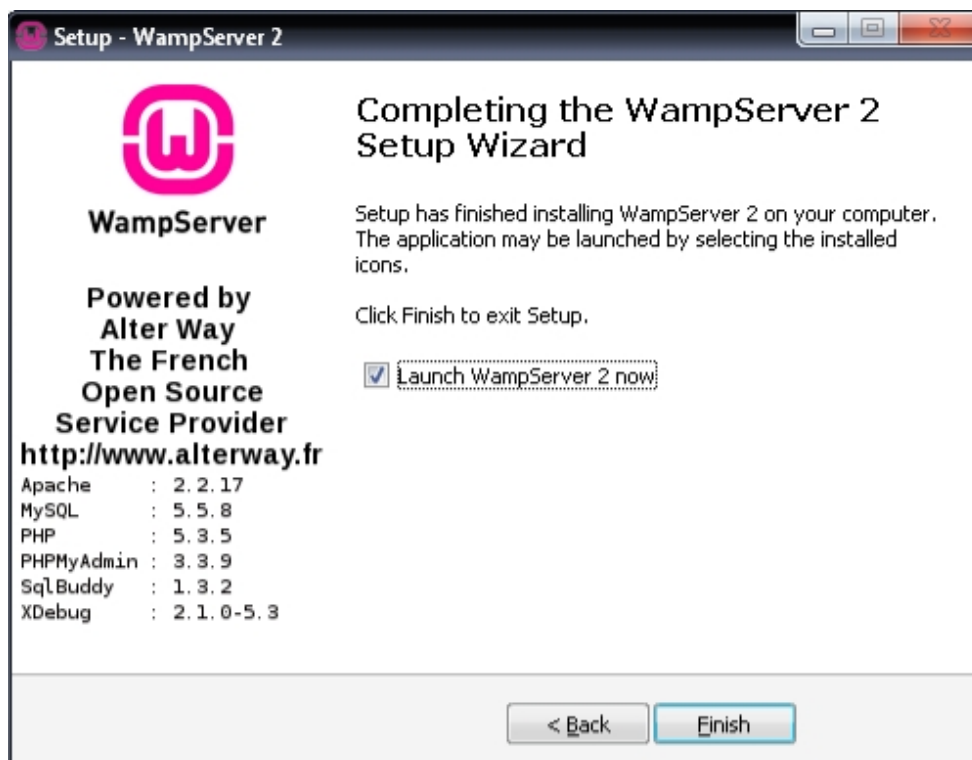 Setup - WampServer 2
WampServer
Powered by
Alter Way
The French
Open Source
Service Provider
http://www.alterway.fr
Apache : 2.2.17
MySQL : 5.5.8
PHP : 5.3.5
PHPMyAdmin : 3.3.9
SqlBuddy : 1.3.2
XDebug : 2.1.0-5.3
Completing the WampServer 2
Setup Wizard
Setup has finished installing WampServer 2 on your computer.
The application may be launched by selecting the installed
icons.
Click Finish to exit Setup.
Launch WampServer 2 now
< Back
Finish